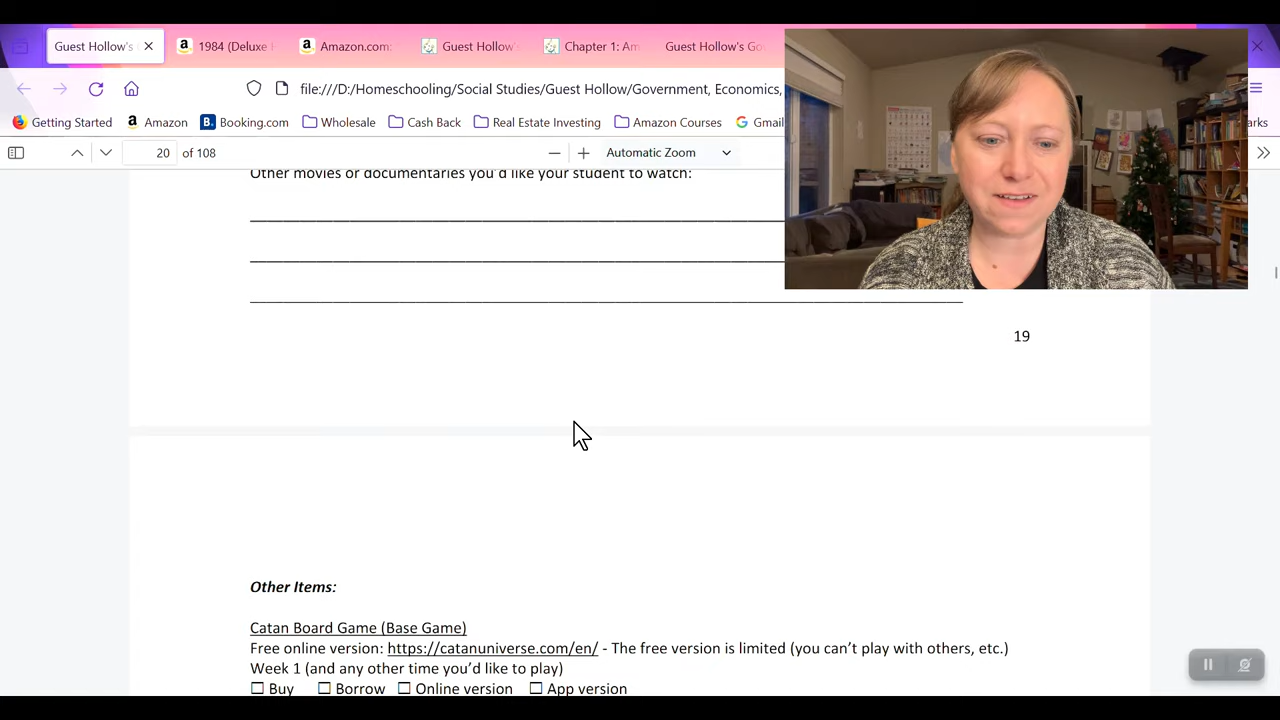 Guest Hollow's
1984 (Deluxe
Amazon.com:
Guest Hollow's
Chapter 1: Am
Guest Hollow's Go
file:///D:/Homeschooling/Social Studies/Guest Hollow/Government, Economics,
Getting Started
Amazon
Booking.com
Wholesale
Cash Back
Real Estate Investing
Amazon Courses
Gmail
20 of 108
Automatic Zoom
Other movies or documentaries you'd like your student to watch:
19
Other Items:
Catan Board Game (Base Game)
Free online version: https://catanuniverse.com/en/ - The free version is limited (you can't play with others, etc.)
Week 1 (and any other time you'd like to play)
Buy Borrow Online version App version